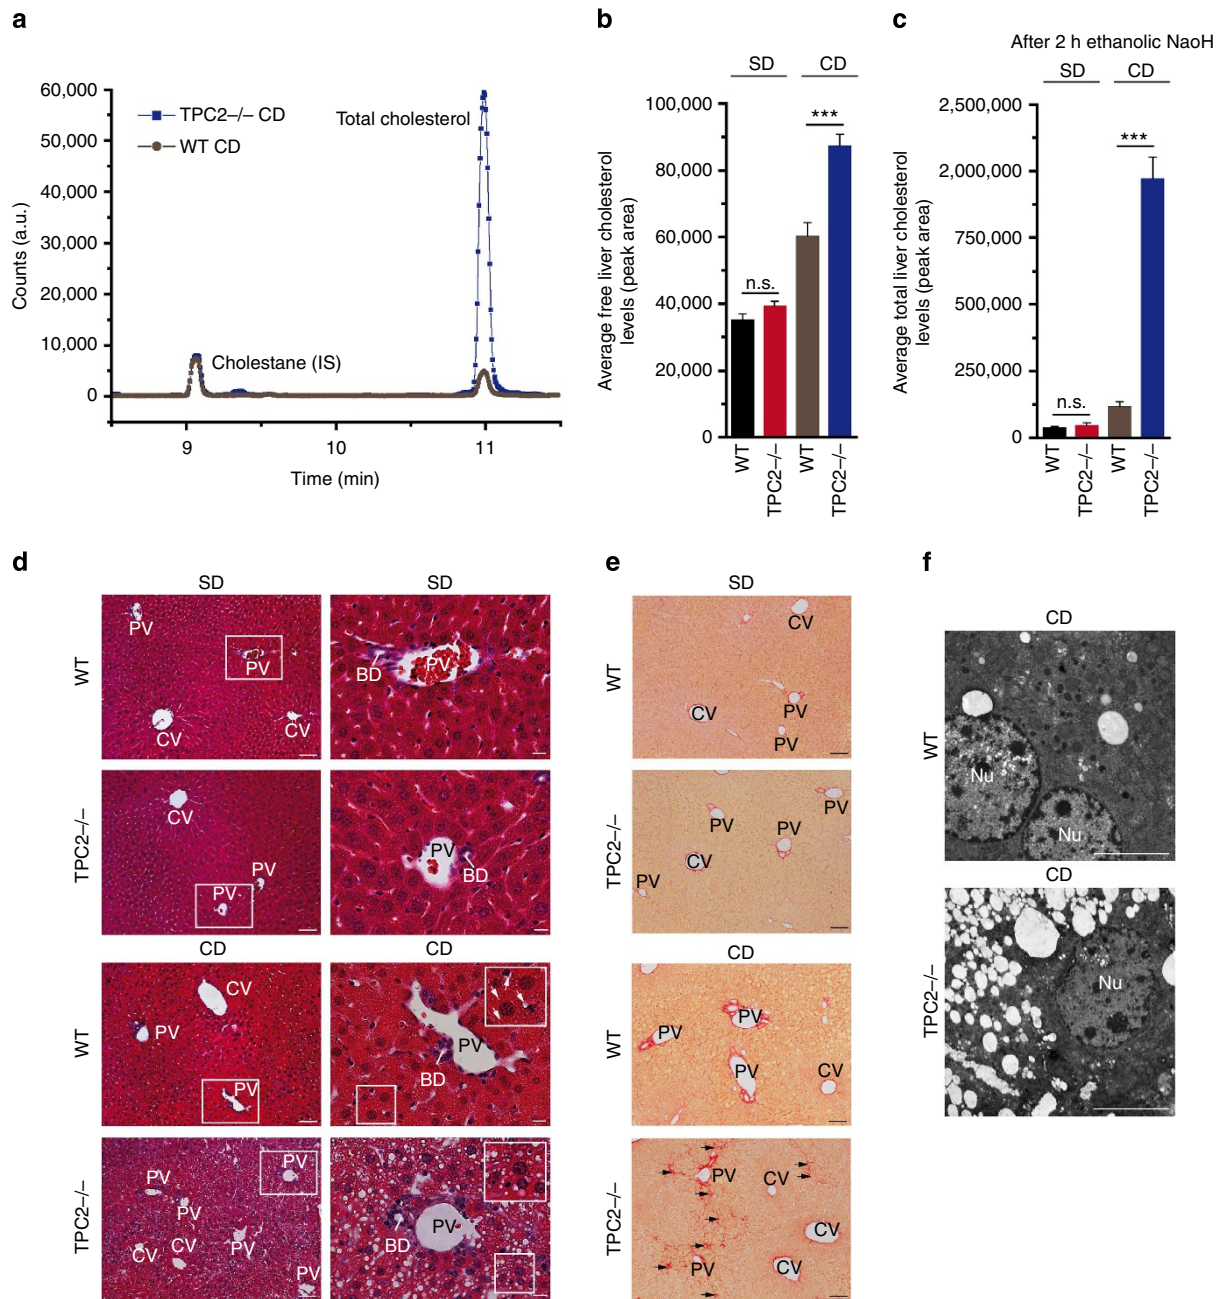 a
60,000
50,000
40,000
30,000
20,000
10,000
0
Counts (a.u.)
TPC2–/– CD
WT CD
Total cholesterol
Cholestane (IS)
9
10
11
Time (min)
b
SD
CD
100,000
80,000
60,000
40,000
20,000
0
Average free liver cholesterol
levels (peak area)
n.s.
***
WT
TPC2–/–
WT
TPC2–/–
c
After 2 h ethanolic NaoH
SD
CD
2,500,000
2,000,000
750,000
500,000
250,000
0
Average total liver cholesterol
levels (peak area)
n.s.
***
WT
TPC2–/–
WT
TPC2–/–
d
SD
SD
WT
PV
PV
CV
CV
BD
PV
TPC2–/–
CV
PV
PV
PV
BD
CD
CD
WT
CV
PV
PV
PV
BD
TPC2–/–
PV
PV
PV
CV
CV
PV
PV
PV
BD
e
SD
WT
CV
CV
PV
PV
TPC2–/–
PV
PV
PV
CV
PV
CD
WT
PV
PV
PV
CV
TPC2–/–
PV
CV
CV
PV
CV
f
CD
WT
Nu
Nu
CD
TPC2–/–
Nu